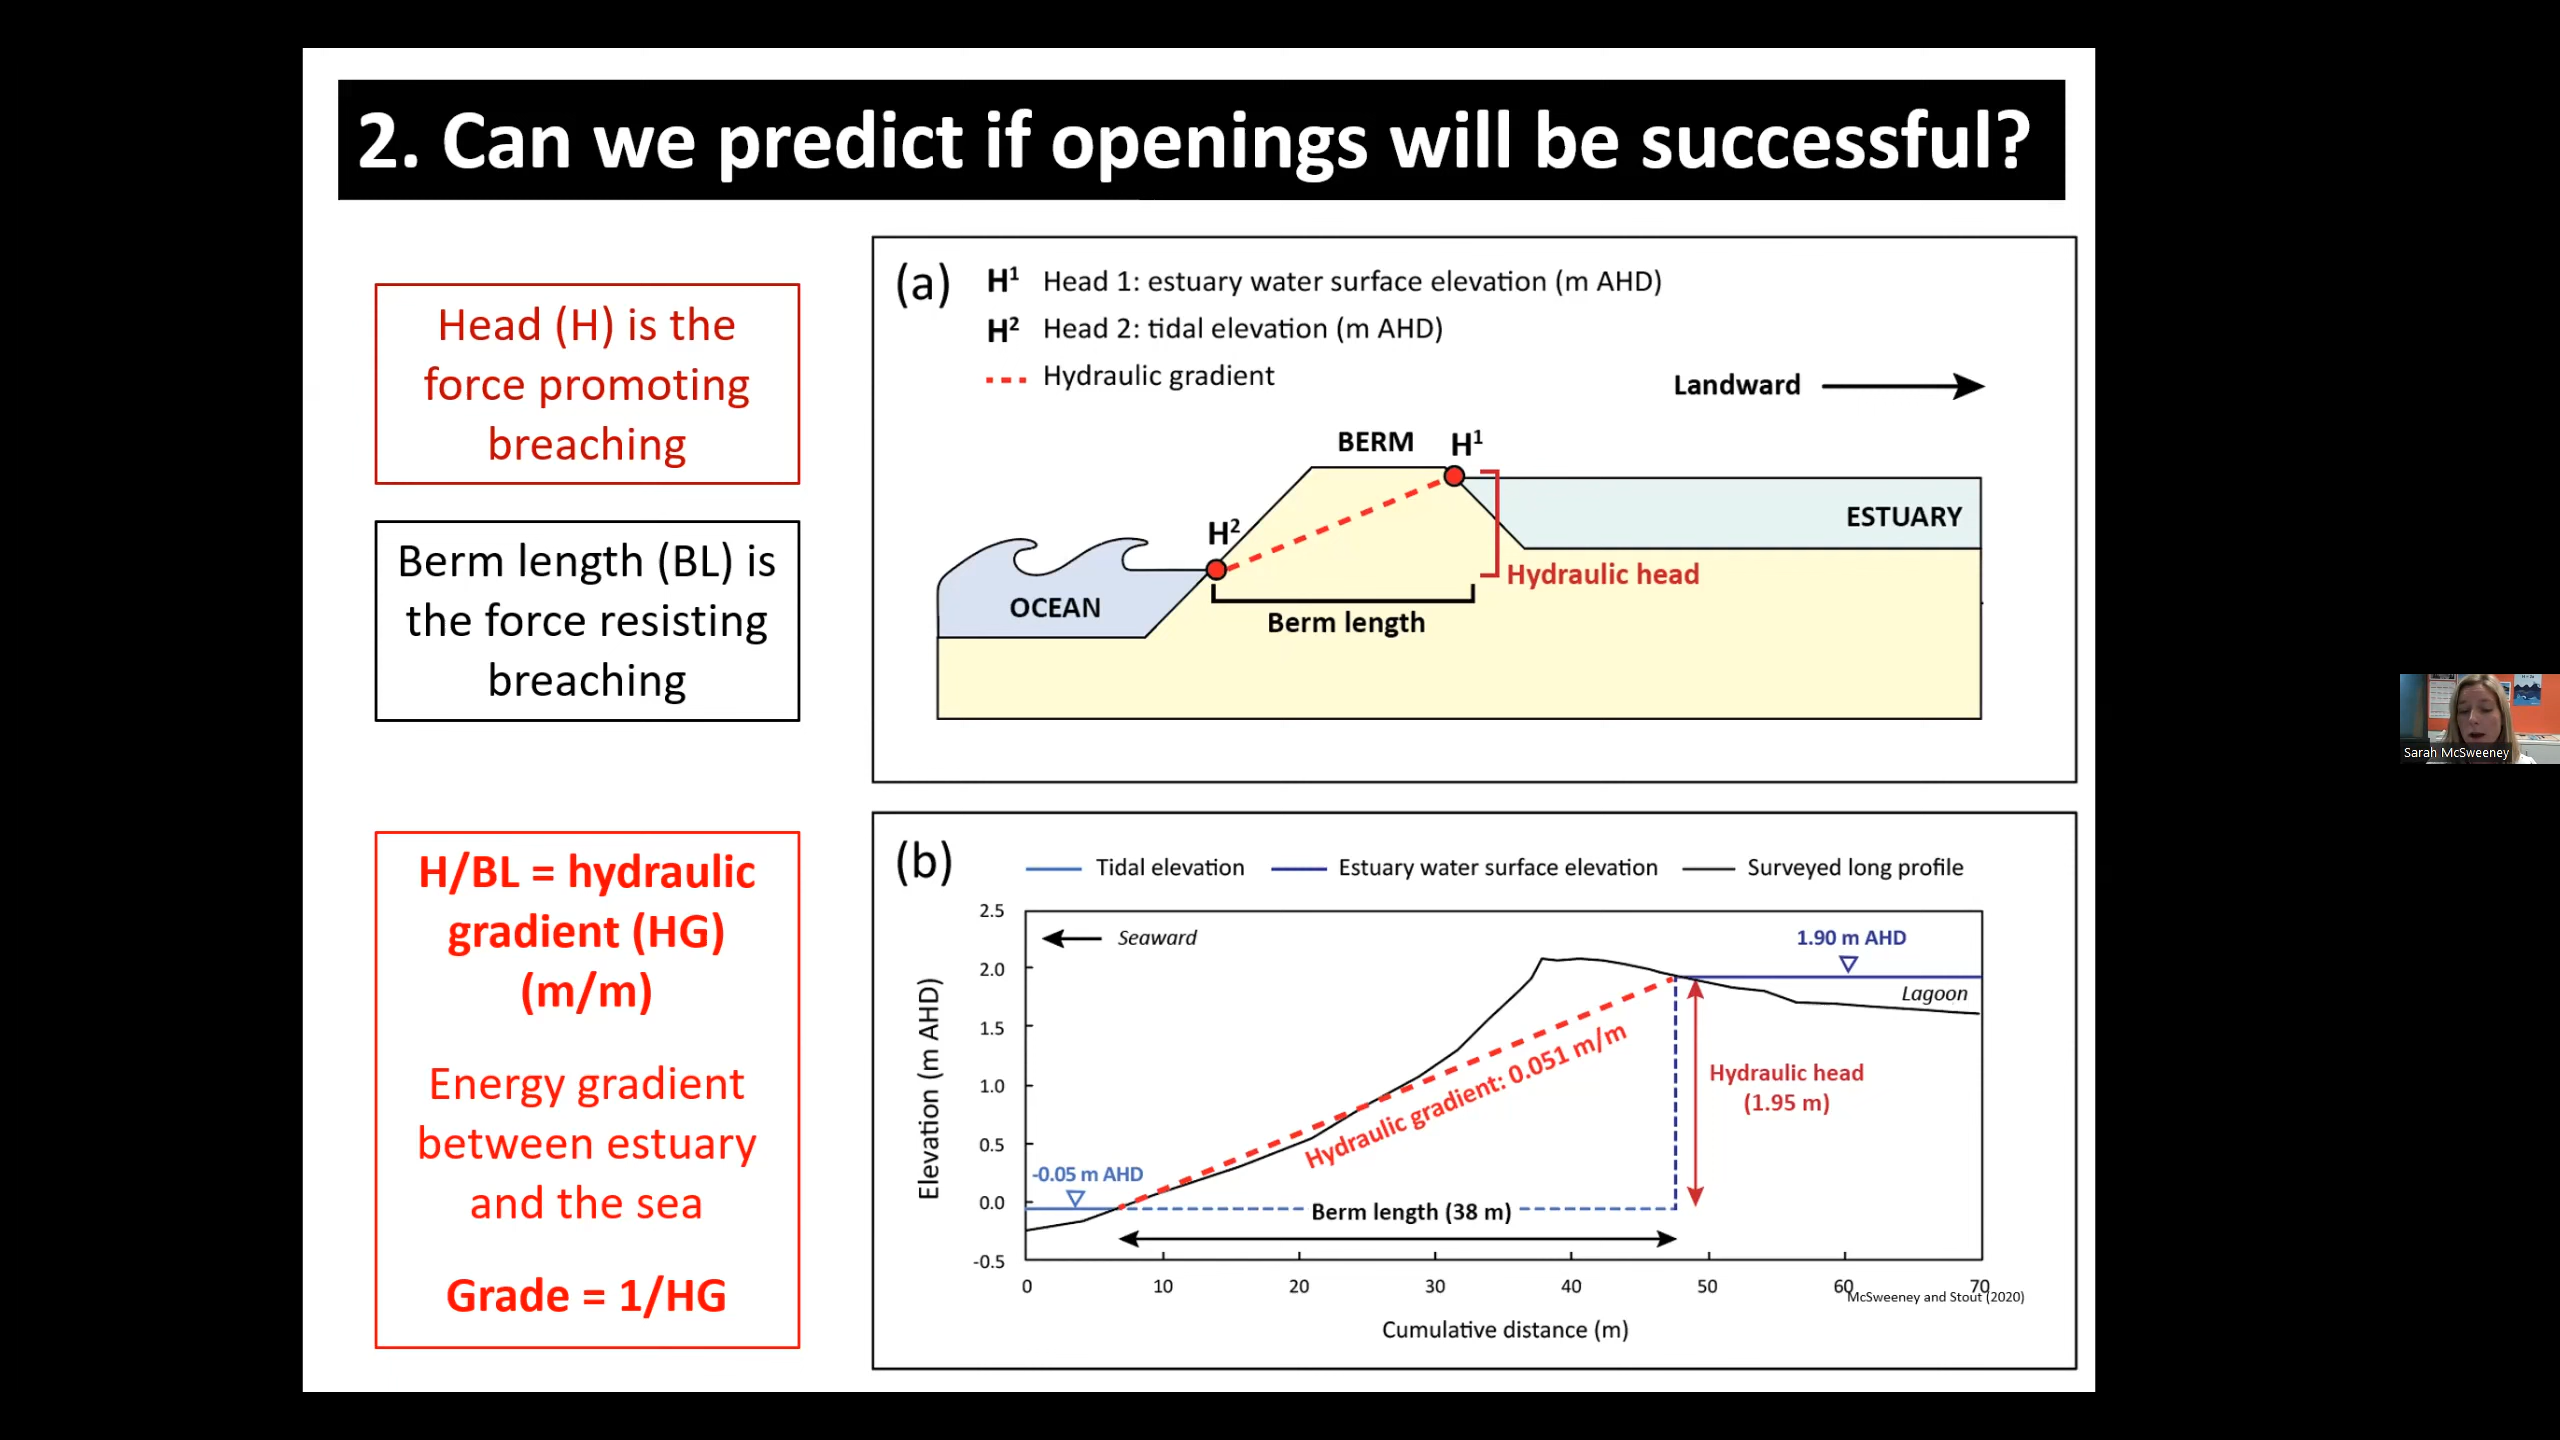 2. Can we predict if openings will be successful?
Head (H) is the
force promoting
breaching
Berm length (BL) is
the force resisting
breaching
H/BL = hydraulic
gradient (HG)
(m/m)
Energy gradient
between estuary
and the sea
Grade = 1/HG
(a)
H¹ Head 1: estuary water surface elevation (m AHD)
H² Head 2: tidal elevation (m AHD)
Hydraulic gradient
Landward
BERM H¹
H²
ESTUARY
OCEAN
Hydraulic head
Berm length
(b)
Tidal elevation Estuary water surface elevation Surveyed long profile
Elevation (m AHD)
2.5
2.0
1.5
1.0
0.5
0.0
-0.5
Seaward
1.90 m AHD
Lagoon
Hydraulic gradient: 0.051 m/m
Hydraulic head
(1.95 m)
-0.05 m AHD
Berm length (38 m)
0 10 20 30 40 50 60 70
McSweeney and Stout (2020)
Cumulative distance (m)
Sarah McSweeney